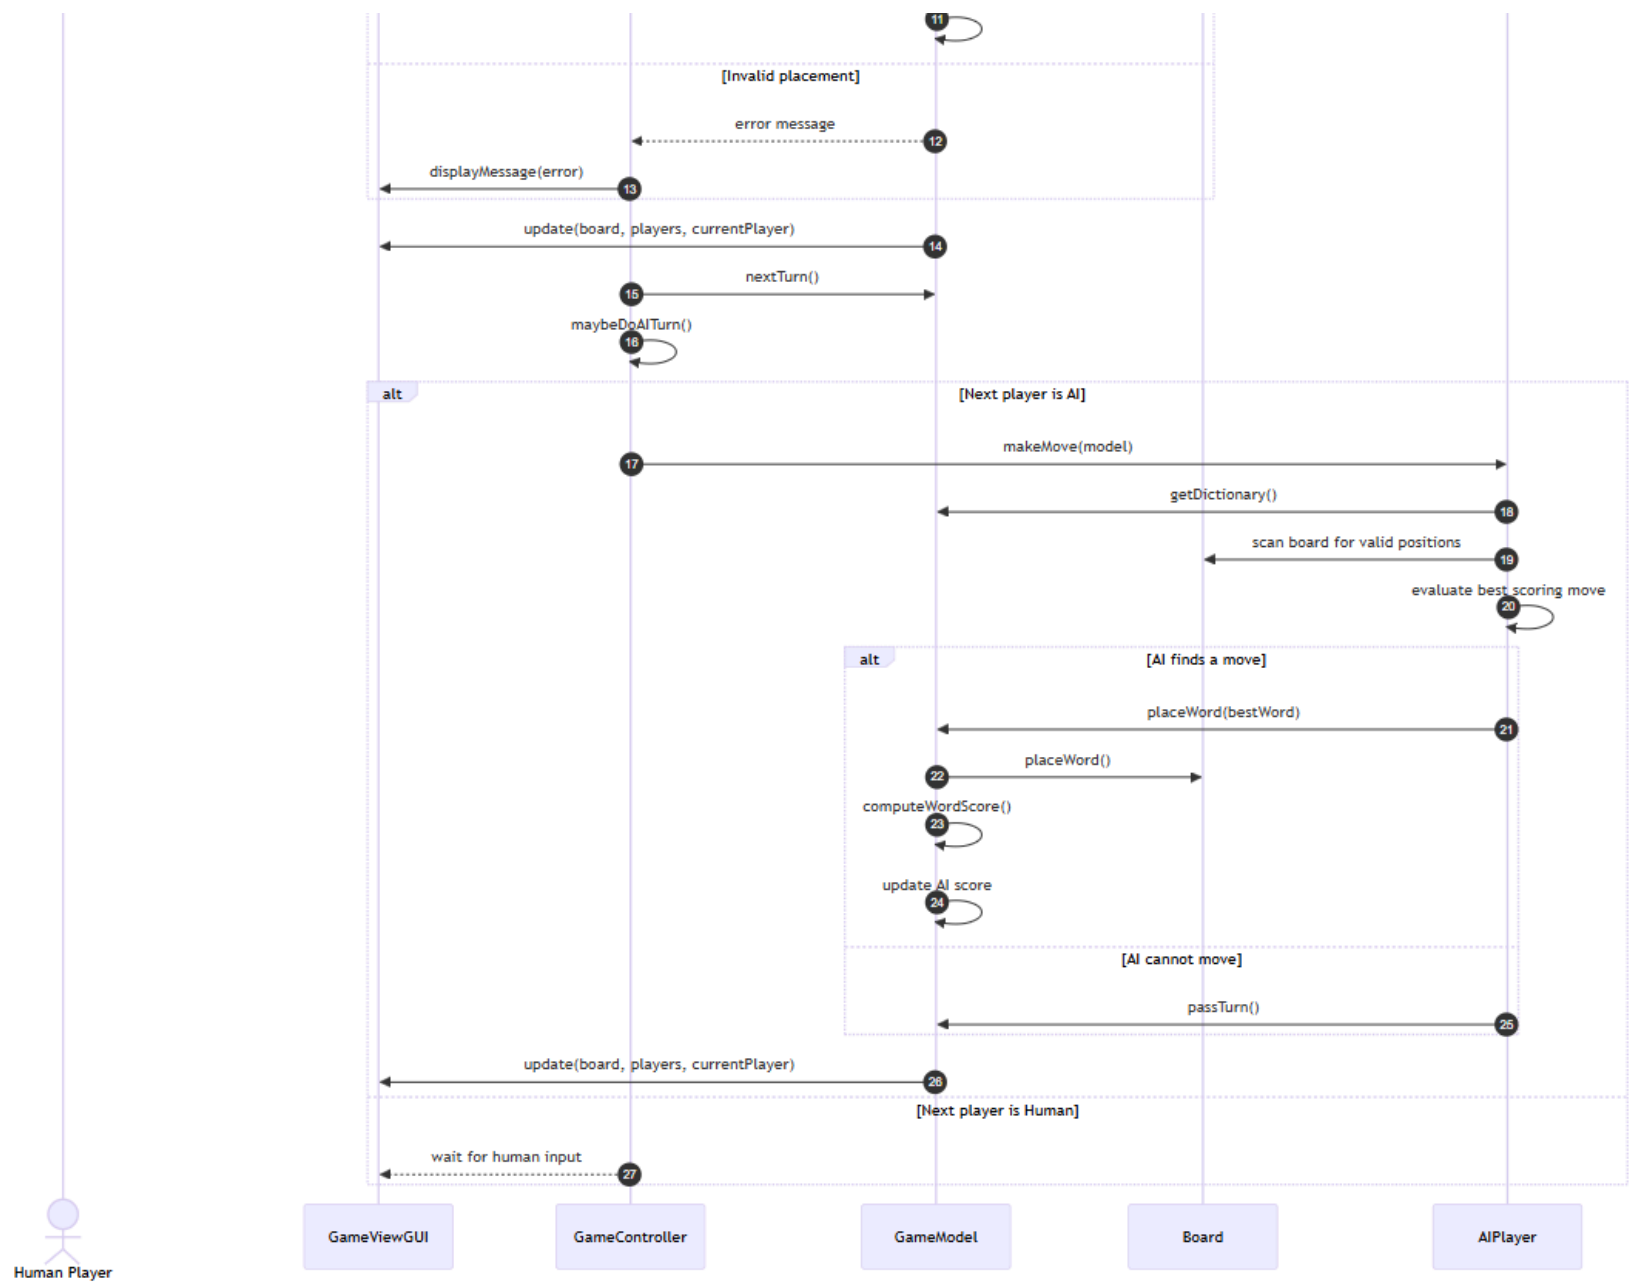 11
[Invalid placement]
error message
12
displayMessage(error)
13
update(board, players, currentPlayer)
14
nextTurn()
15
maybeDoAITurn()
16
alt
[Next player is AI]
makeMove(model)
17
getDictionary()
18
scan board for valid positions
19
evaluate best scoring move
20
alt
[AI finds a move]
placeWord(bestWord)
21
placeWord()
22
computeWordScore()
23
update AI score
24
[AI cannot move]
passTurn()
25
update(board, players, currentPlayer)
26
[Next player is Human]
wait for human input
27
GameViewGUI
GameController
GameModel
Board
AIPlayer
Human Player